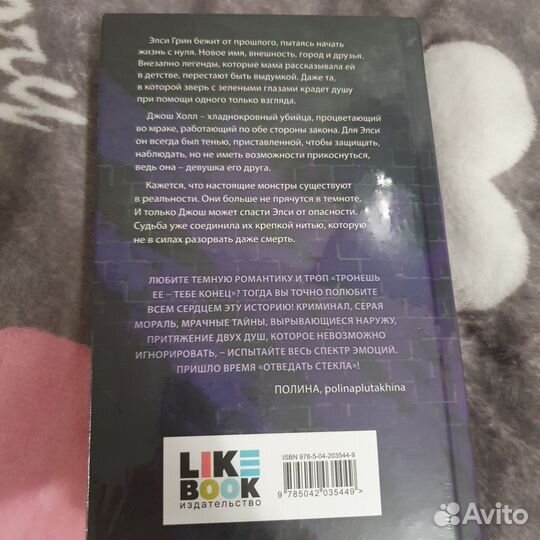 Элси Грин бежит от прошлого, пытаясь начать
жизнь с нуля. Новое имя, внешность, город и друзья.
Внезапно легенды, которые мама рассказывала ей
в детстве, перестают быть выдумкой. Даже та,
в которой зверь с зелеными глазами крадет душу
при помощи одного только взгляда.
Джош Холл – хладнокровный убийца, процветающий
во мраке, работающий по обе стороны закона. Для Элси
он всегда был тенью, приставленной, чтобы защищать,
наблюдать, но не иметь возможности прикоснуться,
ведь она – девушка его друга.
Кажется, что настоящие монстры существуют
в реальности. Они больше не прячутся в темноте.
И только Джош может спасти Элси от опасности.
Судьба уже соединила их крепкой нитью, которую
не в силах разорвать даже смерть.
ЛЮБИТЕ ТЕМНУЮ РОМАНТИКУ И ТРОП «ТРОНЕШЬ
ЕЕ – ТЕБЕ КОНЕЦ»? ТОГДА ВЫ ТОЧНО ПОЛЮБИТЕ
ВСЕМ СЕРДЦЕМ ЭТУ ИСТОРИЮ! КРИМИНАЛ, СЕРАЯ
МОРАЛЬ, МРАЧНЫЕ ТАЙНЫ, ВЫРЫВАЮЩИЕСЯ НАРУЖУ,
ПРИТЯЖЕНИЕ ДВУХ ДУШ, КОТОРОЕ НЕВОЗМОЖНО
ИГНОРИРОВАТЬ, – ИСПЫТАЙТЕ ВЕСЬ СПЕКТР ЭМОЦИЙ.
ПРИШЛО ВРЕМЯ «ОТВЕДАТЬ СТЕКЛА»!
ПОЛИНА, polinaplutakhina
LIKE
BOOK
издательство
ISBN 978-5-04-203544-9
9 785042 035449>
Avito